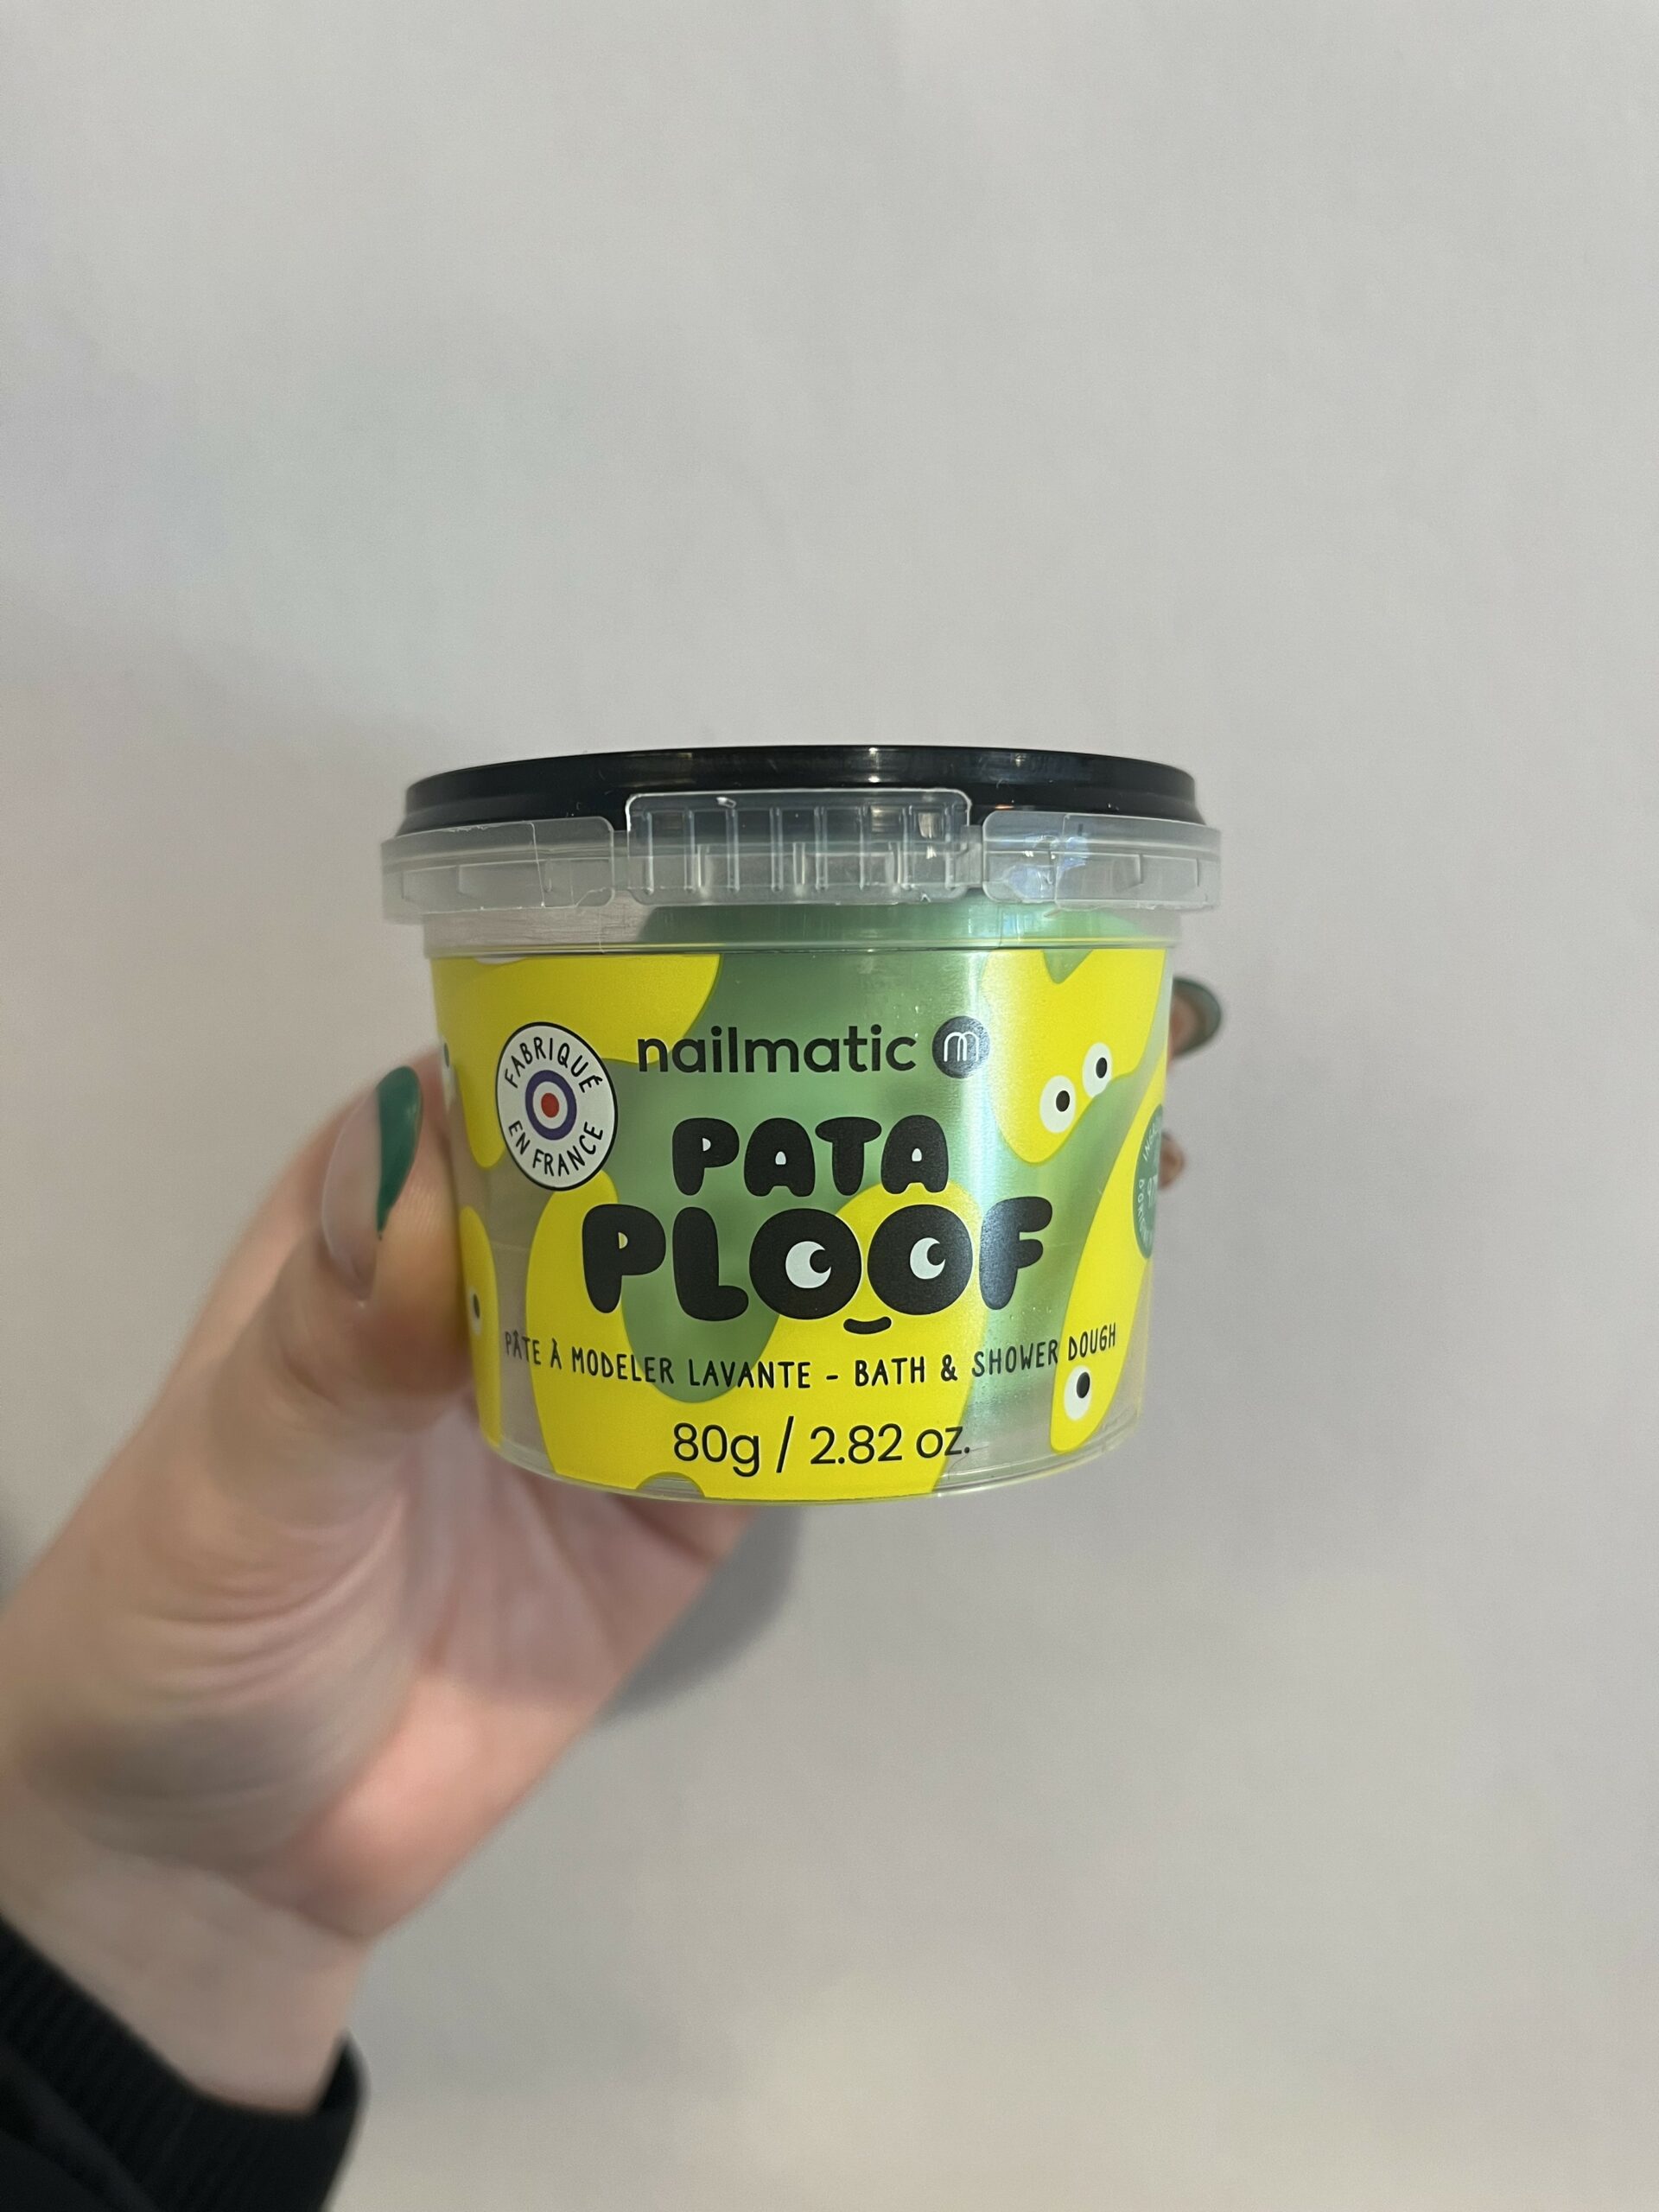 nailmatic m
FABRIQUÉ
EN FRANCE
PATA
PLOOF
PÂTE À MODELER LAVANTE - BATH & SHOWER DOUGH
80g / 2.82 oz.